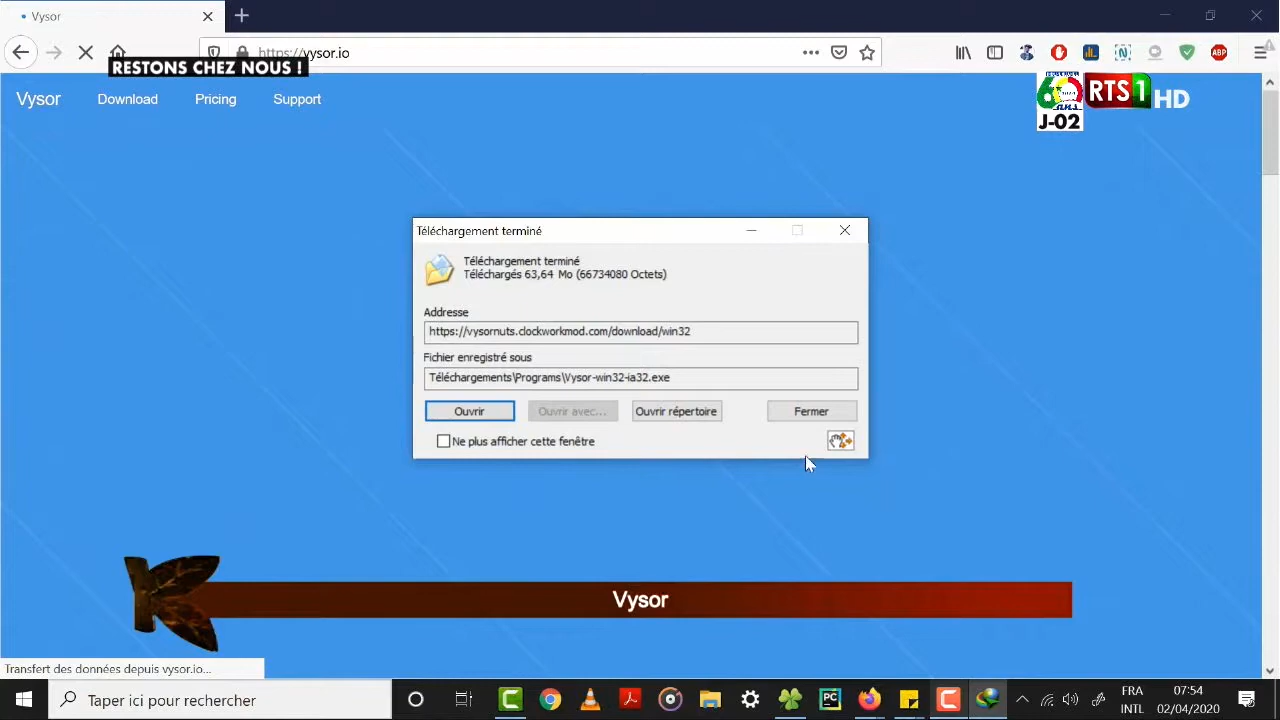 Vysor
https://vysor.io
RESTONS CHEZ NOUS !
ABP
Vysor
Download
Pricing
Support
60
J-02
RTS1 HD
Téléchargement terminé
Téléchargement terminé
Téléchargés 63,64 Mo (66734080 Octets)
Addresse
https://vysornuts.clockworkmod.com/download/win32
Fichier enregistré sous
Téléchargements\Programs\Vysor-win32-ia32.exe
Ouvrir
Ouvrir avec...
Ouvrir répertoire
Fermer
Ne plus afficher cette fenêtre
Vysor
Transfert des données depuis vysor.io...
Taper ici pour rechercher
PC
FRA
INTL
07:54
02/04/2020